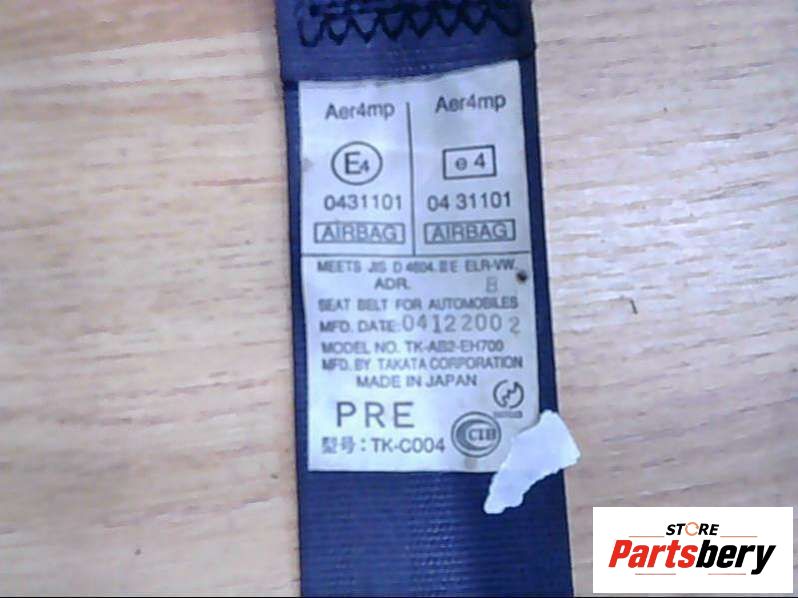 Aer4mp Aer4mp
E4 e 4
0431101 04 31101
AIRBAG AIRBAG
MEETS JIS D 4604. III E ELR-VW.
ADR. B
SEAT BELT FOR AUTOMOBILES
MFD. DATE: 04122002
MODEL NO. TK-AB2-EH700
MFD. BY TAKATA CORPORATION
MADE IN JAPAN
PRE
型号：TK-C004 CIB
STORE
Partsbery